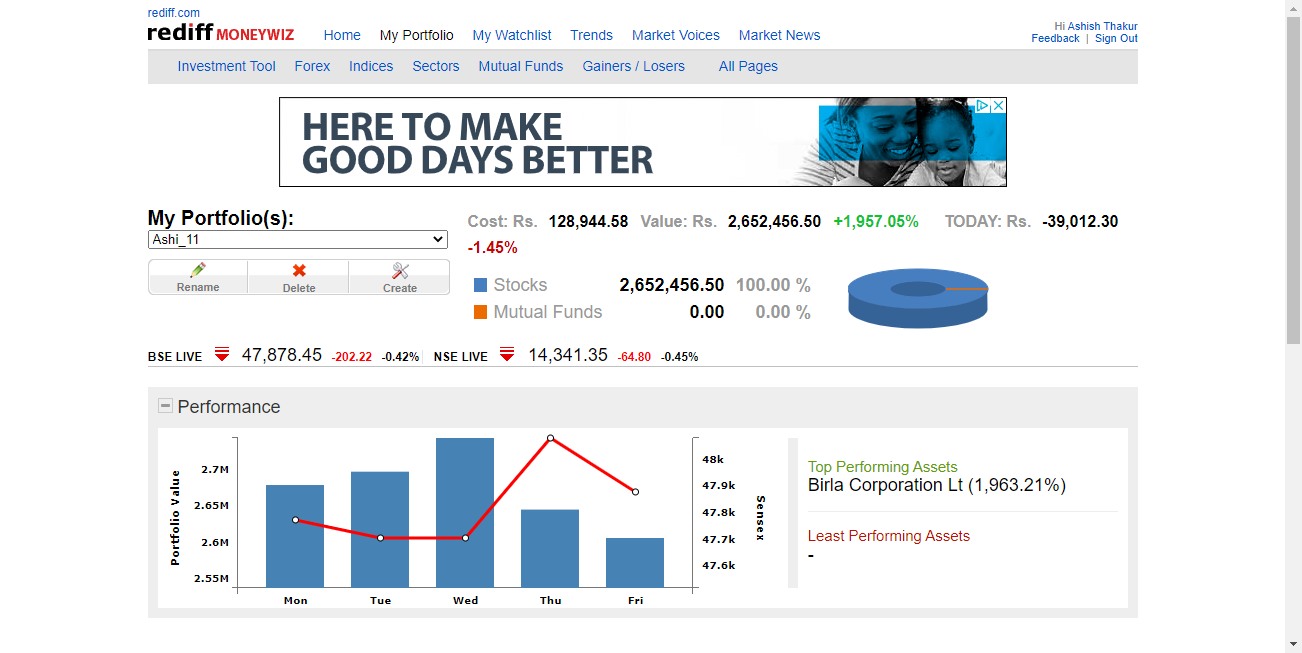 rediff.com
rediff MONEYWIZ
Home My Portfolio My Watchlist Trends Market Voices Market News
Hi Ashish Thakur
Feedback | Sign Out
Investment Tool Forex Indices Sectors Mutual Funds Gainers / Losers All Pages
HERE TO MAKE
GOOD DAYS BETTER
My Portfolio(s):
Ashi_11
Rename Delete Create
Cost: Rs. 128,944.58 Value: Rs. 2,652,456.50 +1,957.05% TODAY: Rs. -39,012.30
-1.45%
Stocks 2,652,456.50 100.00 %
Mutual Funds 0.00 0.00 %
BSE LIVE 47,878.45 -202.22 -0.42% NSE LIVE 14,341.35 -64.80 -0.45%
Performance
Portfolio Value
2.7M
2.65M
2.6M
2.55M
Mon Tue Wed Thu Fri
48k
47.9k
47.8k
47.7k
47.6k
Sensex
Top Performing Assets
Birla Corporation Lt (1,963.21%)
Least Performing Assets
-